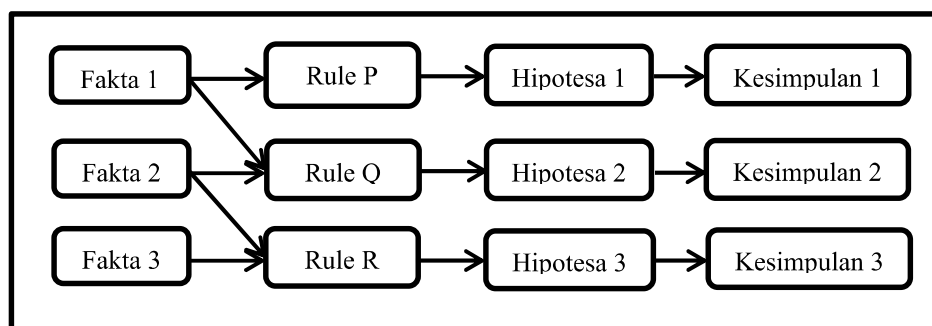 Fakta 1
Rule P
Hipotesa 1
Kesimpulan 1
Fakta 2
Rule Q
Hipotesa 2
Kesimpulan 2
Fakta 3
Rule R
Hipotesa 3
Kesimpulan 3